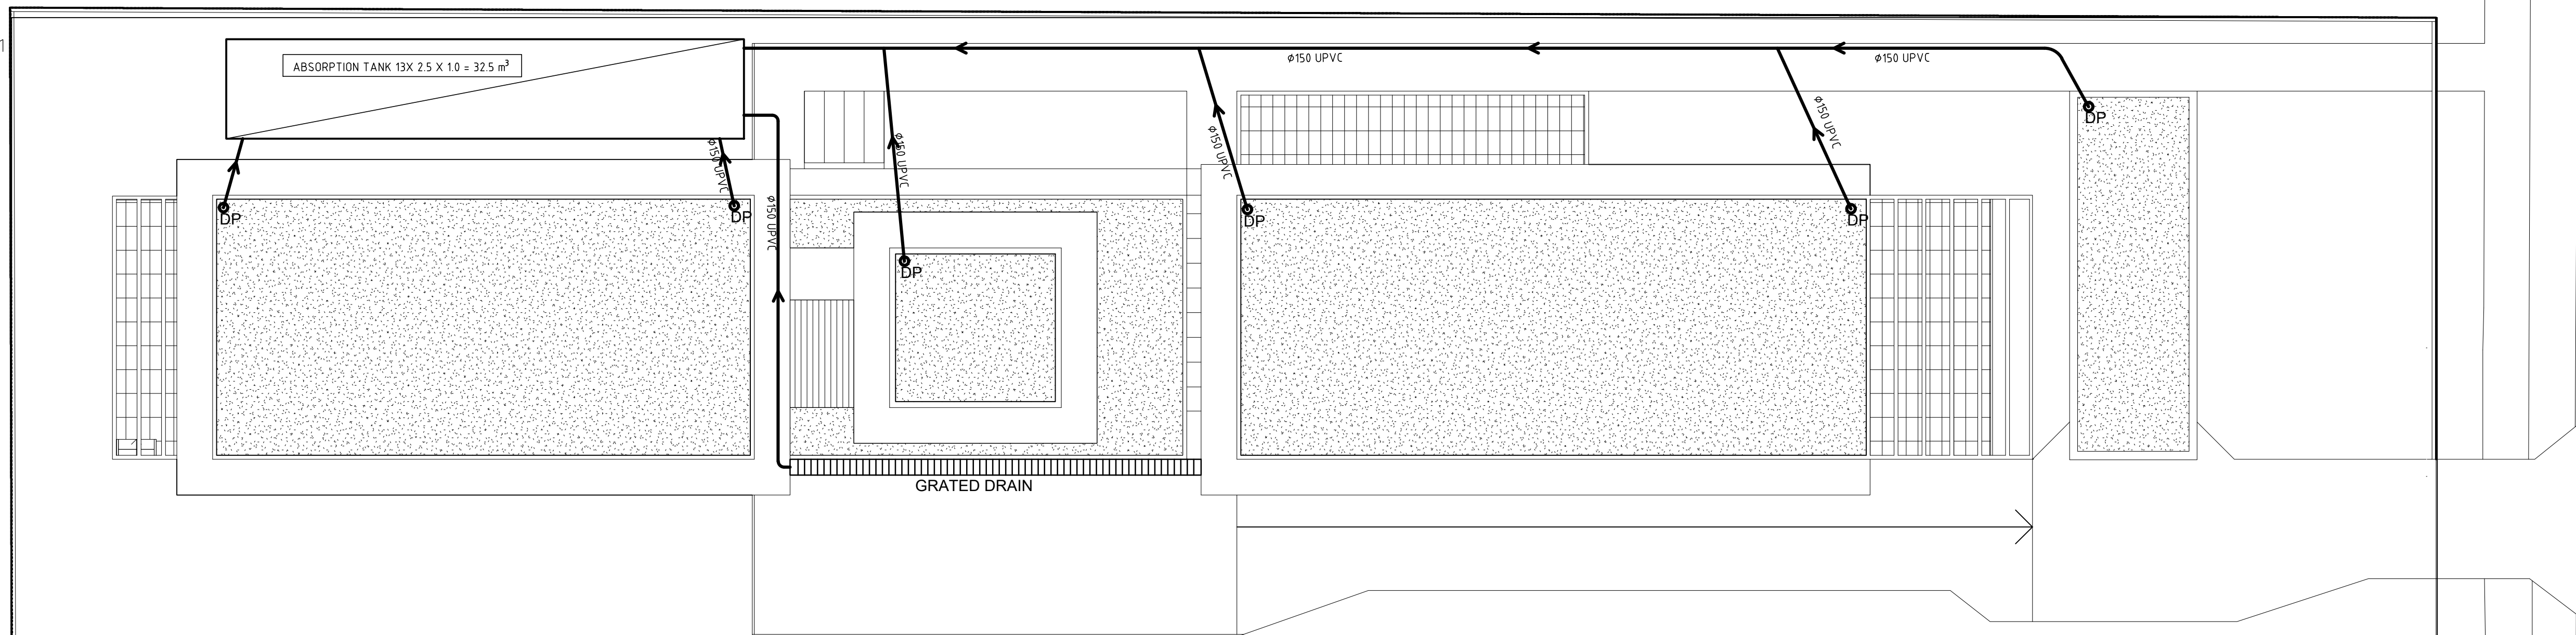 1
ABSORPTION TANK 13X 2.5 X 1.0 = 32.5 m³
ø150 UPVC
ø150 UPVC
DP
ø150 UPVC
ø150 UPVC
ø150 UPVC
ø150 UPVC
DP
DP
ø150 UPVC
DP
DP
DP
GRATED DRAIN